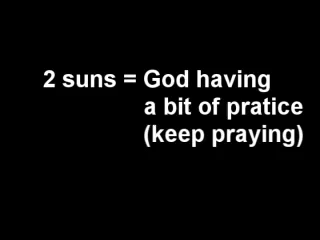 2 suns = God having
a bit of pratice
(keep praying)